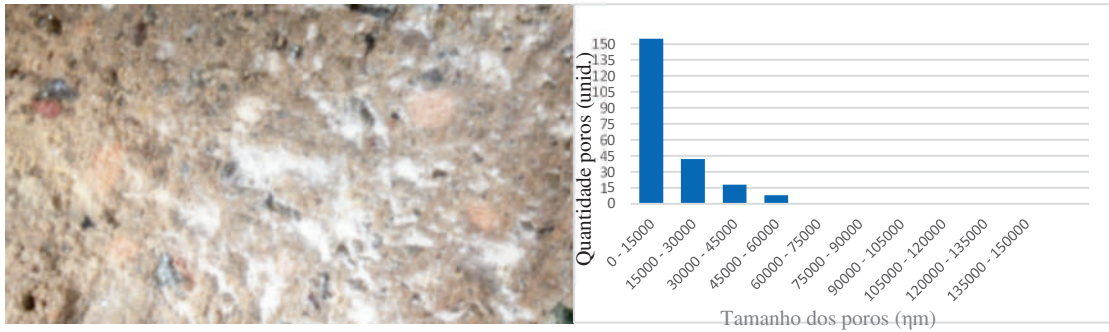 Quantidade poros (unid.)
150
135
120
105
90
75
60
45
30
15
0
0 - 15000
15000 - 30000
30000 - 45000
45000 - 60000
60000 - 75000
75000 - 90000
90000 - 105000
105000 - 120000
120000 - 135000
135000 - 150000
Tamanho dos poros (ηm)